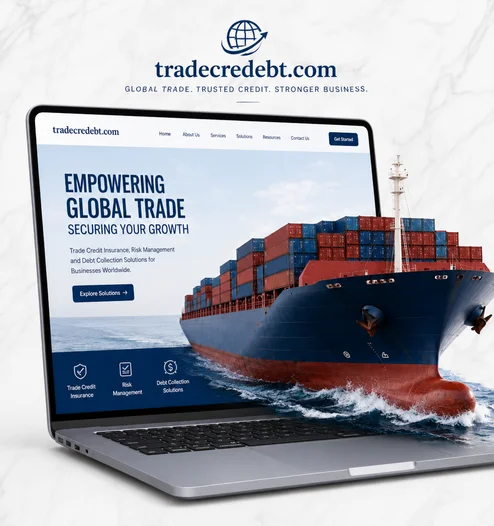 tradecredebt.com
GLOBAL TRADE. TRUSTED CREDIT. STRONGER BUSINESS.
tradecredebt.com
Home About Us Services Solutions Resources Contact Us Get Started
EMPOWERING
GLOBAL TRADE
SECURING YOUR GROWTH
Trade Credit Insurance, Risk Management
and Debt Collection Solutions for
Businesses Worldwide.
Explore Solutions →
Trade Credit
Insurance
Risk
Management
Debt Collection
Solutions